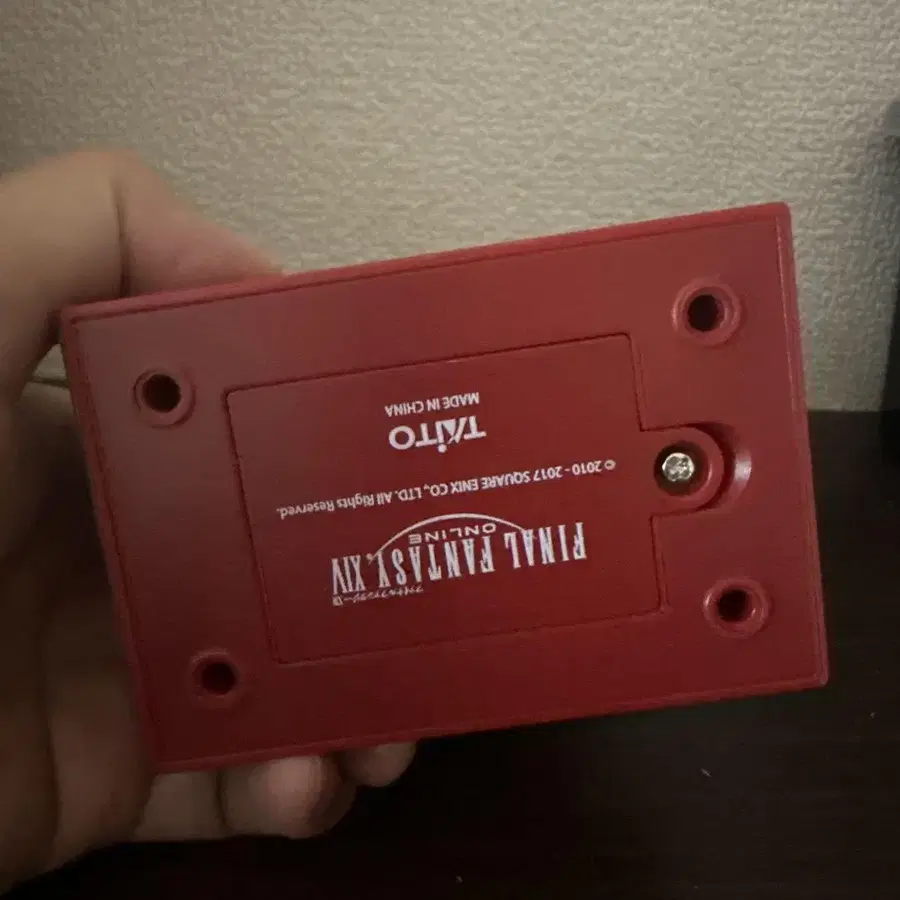 FINAL FANTASY XIV
ONLINE
© 2010 - 2017 SQUARE ENIX CO., LTD. All Rights Reserved.
TAITO
MADE IN CHINA